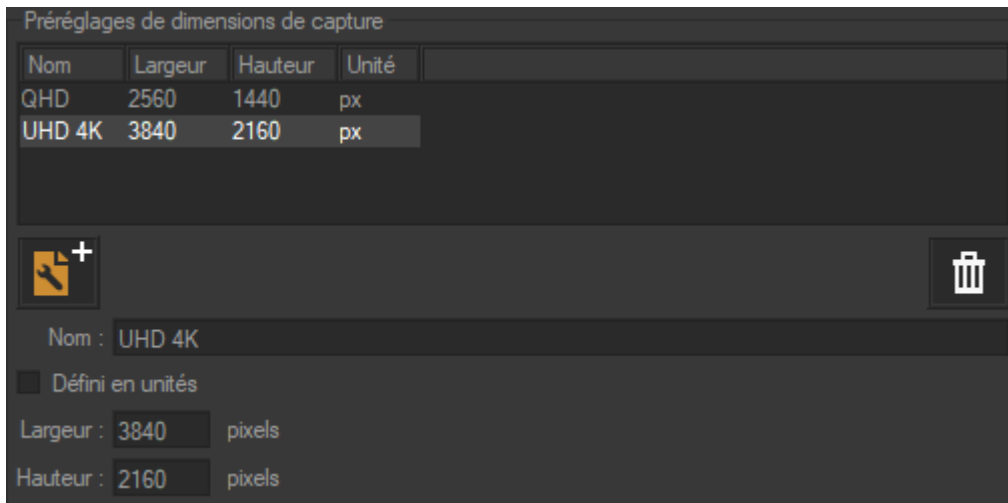 Préréglages de dimensions de capture
Nom Largeur Hauteur Unité
QHD 2560 1440 px
UHD 4K 3840 2160 px
Nom : UHD 4K
Défini en unités
Largeur : 3840 pixels
Hauteur : 2160 pixels